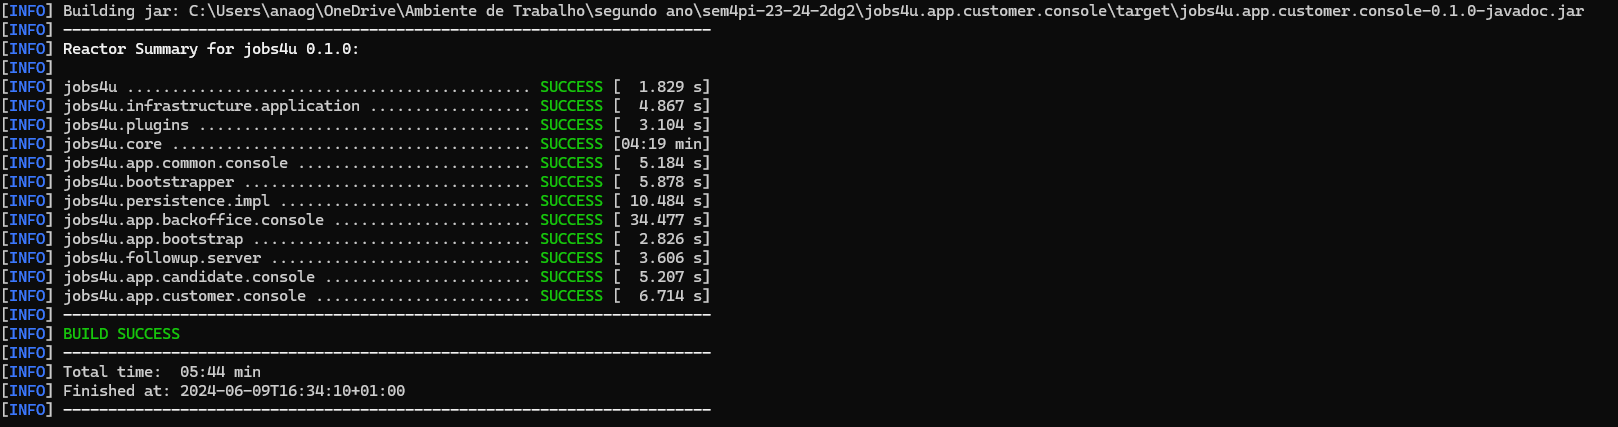 [INFO] Building jar: C:\Users\anaog\OneDrive\Ambiente de Trabalho\segundo ano\sem4pi-23-24-2dg2\jobs4u.app.customer.console\target\jobs4u.app.customer.console-0.1.0-javadoc.jar
[INFO] ------------------------------------------------------------------------
[INFO] Reactor Summary for jobs4u 0.1.0:
[INFO]
[INFO] jobs4u ............................................. SUCCESS [  1.829 s]
[INFO] jobs4u.infrastructure.application .................. SUCCESS [  4.867 s]
[INFO] jobs4u.plugins ..................................... SUCCESS [  3.104 s]
[INFO] jobs4u.core ........................................ SUCCESS [04:19 min]
[INFO] jobs4u.app.common.console .......................... SUCCESS [  5.184 s]
[INFO] jobs4u.bootstrapper ................................ SUCCESS [  5.878 s]
[INFO] jobs4u.persistence.impl ............................ SUCCESS [ 10.484 s]
[INFO] jobs4u.app.backoffice.console ...................... SUCCESS [ 34.477 s]
[INFO] jobs4u.app.bootstrap ............................... SUCCESS [  2.826 s]
[INFO] jobs4u.followup.server ............................. SUCCESS [  3.606 s]
[INFO] jobs4u.app.candidate.console ....................... SUCCESS [  5.207 s]
[INFO] jobs4u.app.customer.console ........................ SUCCESS [  6.714 s]
[INFO] ------------------------------------------------------------------------
[INFO] BUILD SUCCESS
[INFO] ------------------------------------------------------------------------
[INFO] Total time:  05:44 min
[INFO] Finished at: 2024-06-09T16:34:10+01:00
[INFO] ------------------------------------------------------------------------